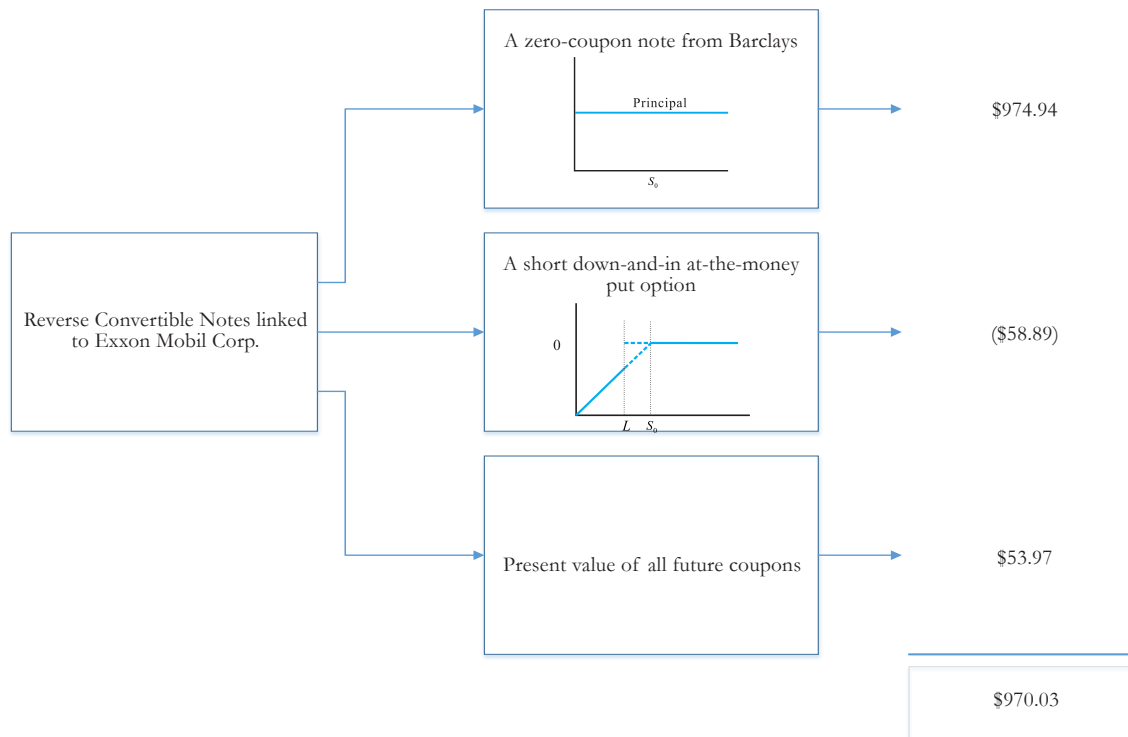 A zero-coupon note from Barclays
Principal
S₀
$974.94
Reverse Convertible Notes linked
to Exxon Mobil Corp.
A short down-and-in at-the-money
put option
0
L S₀
($58.89)
Present value of all future coupons
$53.97
$970.03